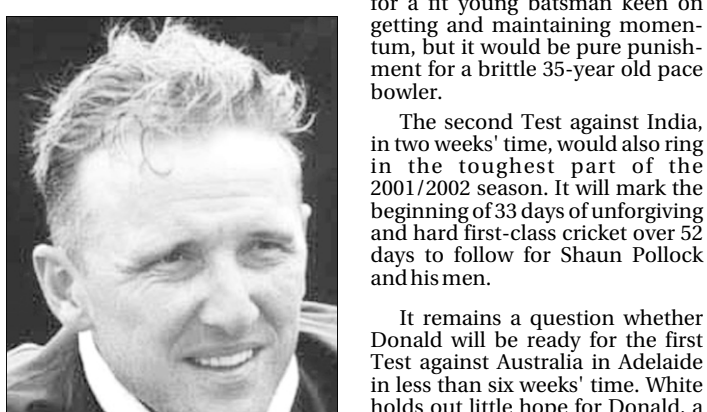 for a fit young batsman keen on
getting and maintaining momen-
tum, but it would be pure punish-
ment for a brittle 35-year old pace
bowler.
The second Test against India,
in two weeks' time, would also ring
in the toughest part of the
2001/2002 season. It will mark the
beginning of 33 days of unforgiving
and hard first-class cricket over 52
days to follow for Shaun Pollock
and his men.
It remains a question whether
Donald will be ready for the first
Test against Australia in Adelaide
in less than six weeks' time. White
holds out little hope for Donald, a